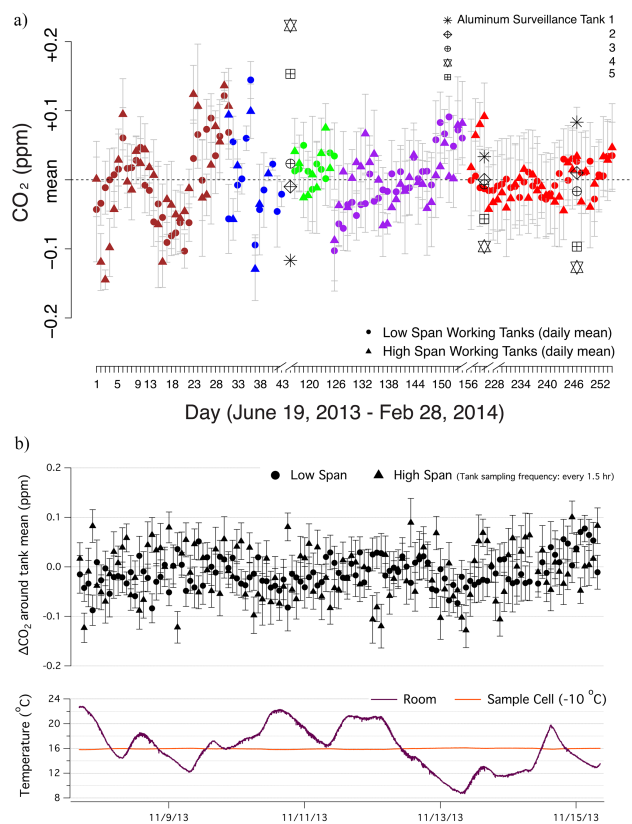 a)
Aluminum Surveillance Tank 1
2
3
4
5
+0.2
+0.1
mean
−0.1
−0.2
CO2 (ppm)
Low Span Working Tanks (daily mean)
High Span Working Tanks (daily mean)
1 5 9 13 18 23 28 33 38 43 120 126 132 138 144 150 156 228 234 240 246 252
Day (June 19, 2013 - Feb 28, 2014)
b)
Low Span High Span (Tank sampling frequency: every 1.5 hr)
0.2
0.1
0.0
-0.1
-0.2
ΔCO2 around tank mean (ppm)
Room Sample Cell (-10 °C)
24
20
16
12
8
Temperature (°C)
11/9/13 11/11/13 11/13/13 11/15/13